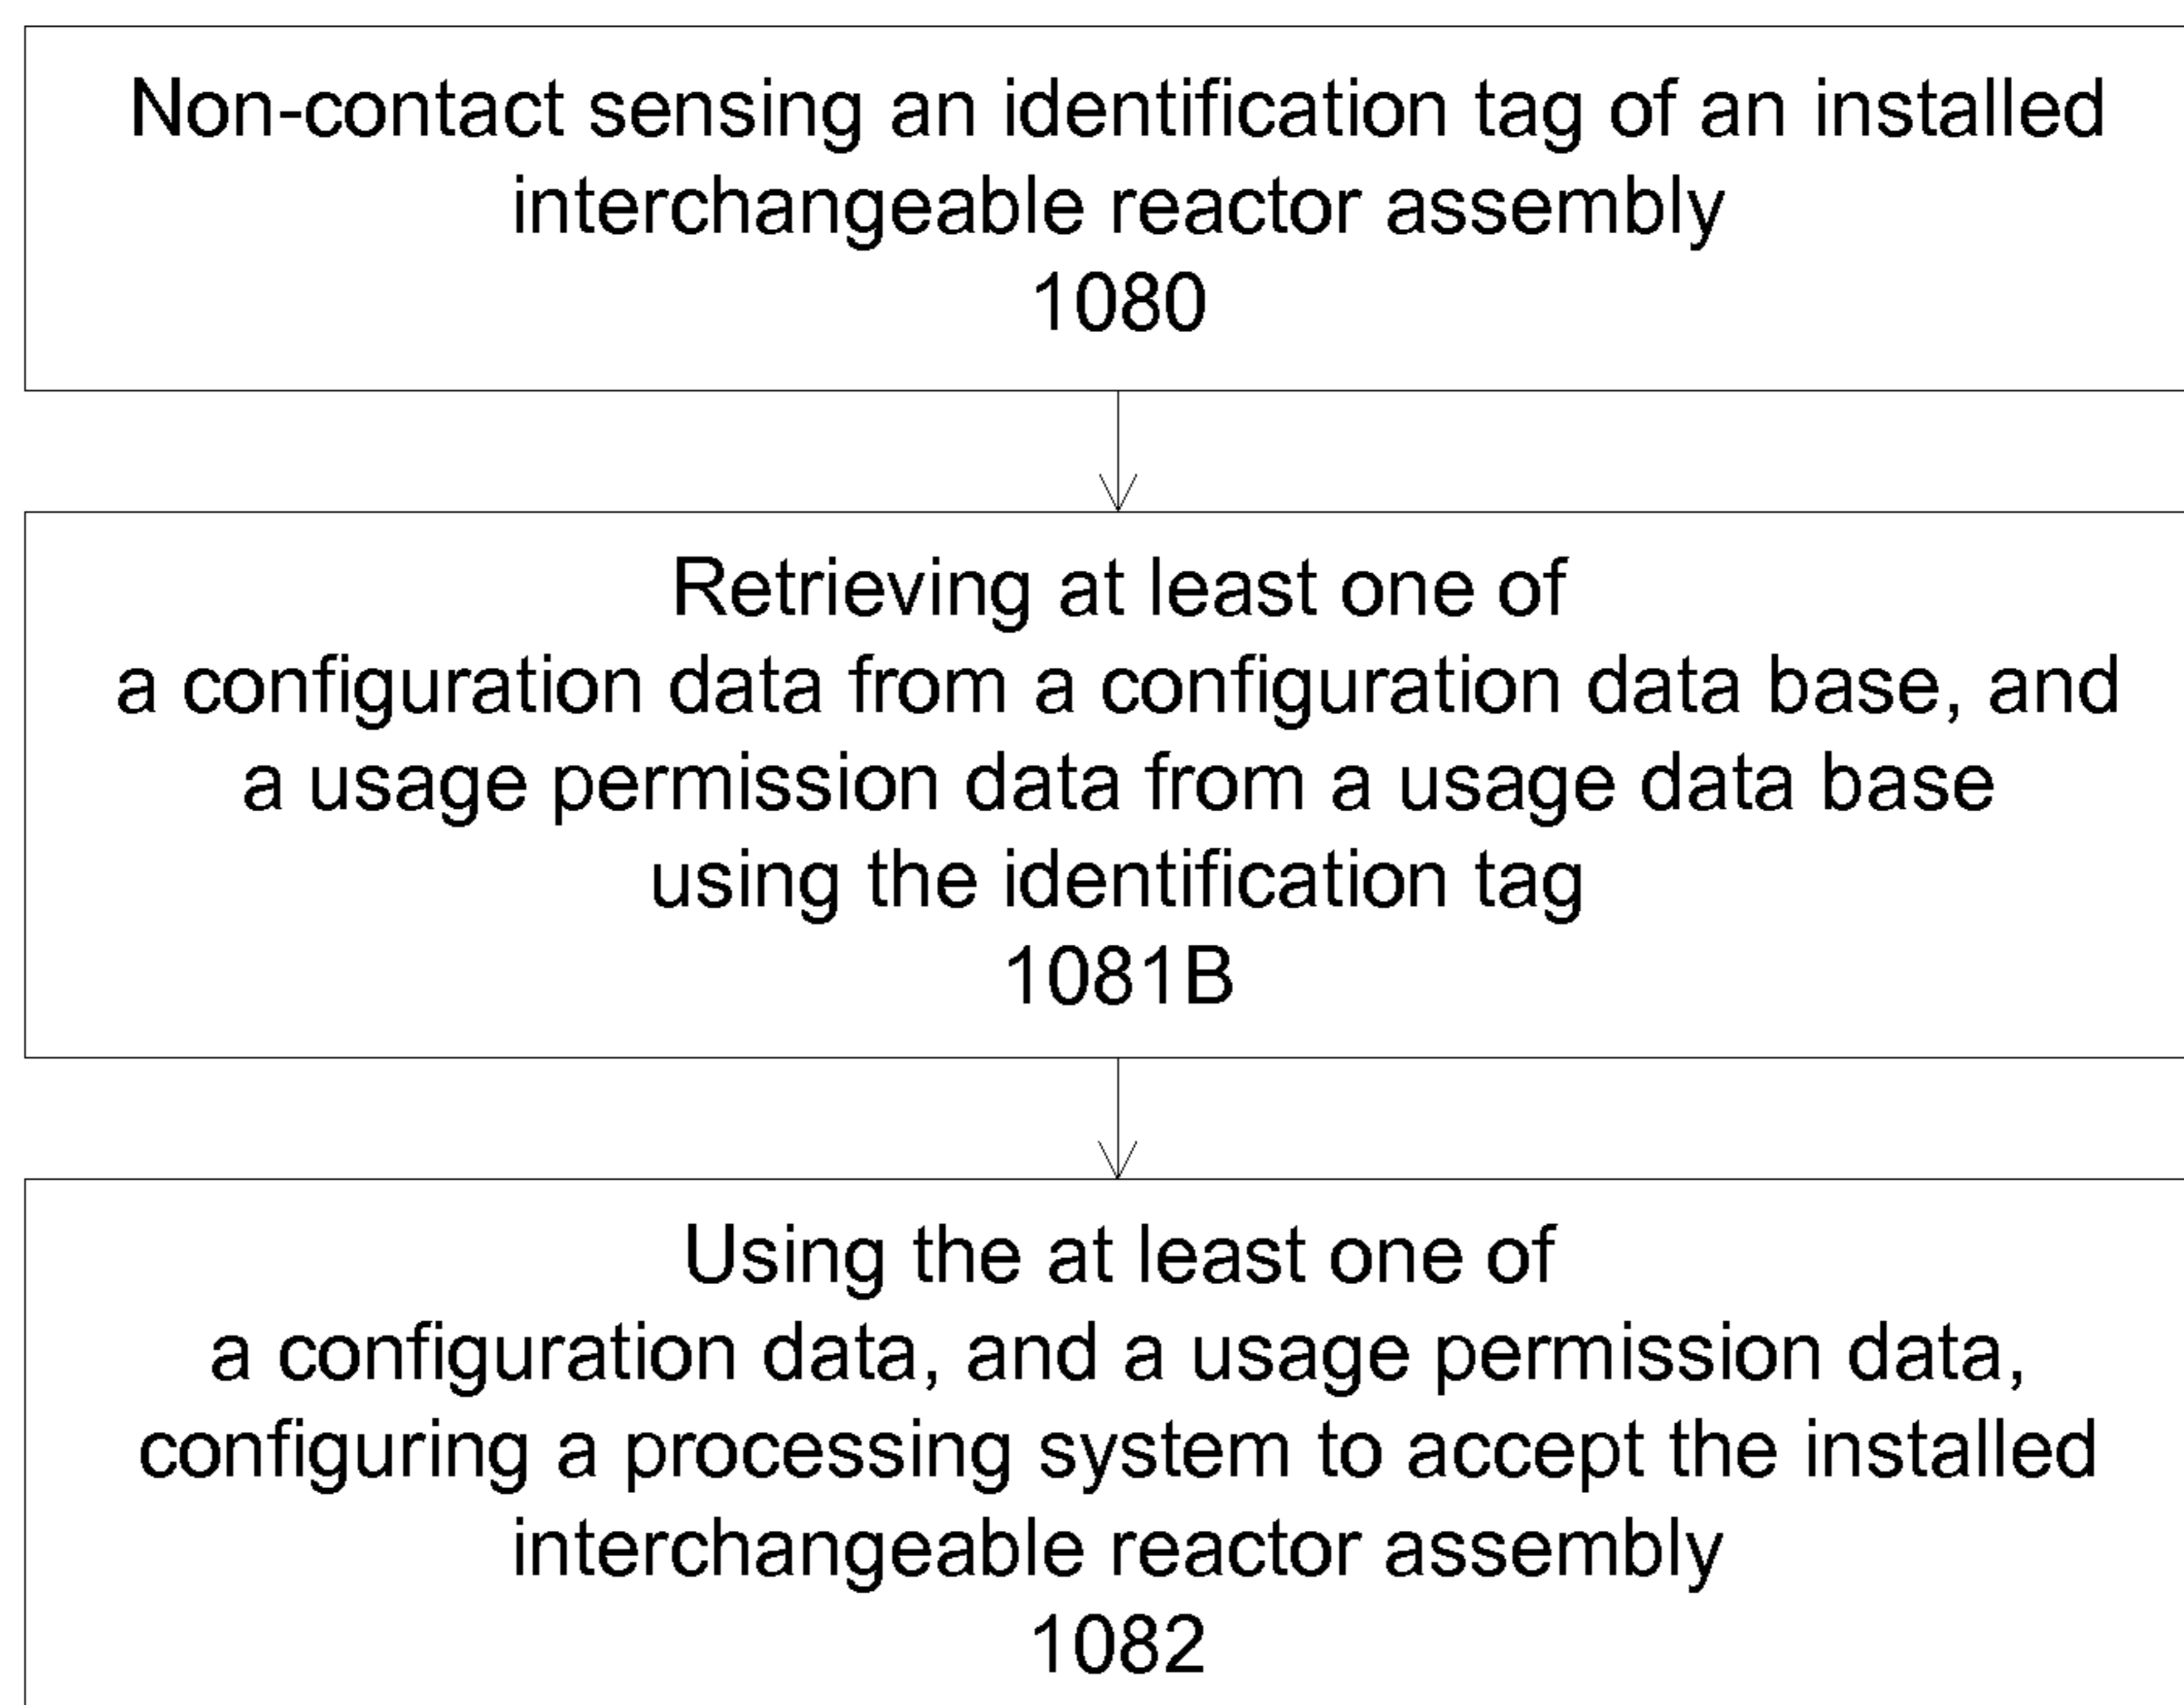 Non-contact sensing an identification tag of an installed
interchangeable reactor assembly
1080
Retrieving at least one of
a configuration data from a configuration data base, and
a usage permission data from a usage data base
using the identification tag
1081B
Using the at least one of
a configuration data, and a usage permission data,
configuring a processing system to accept the installed
interchangeable reactor assembly
1082